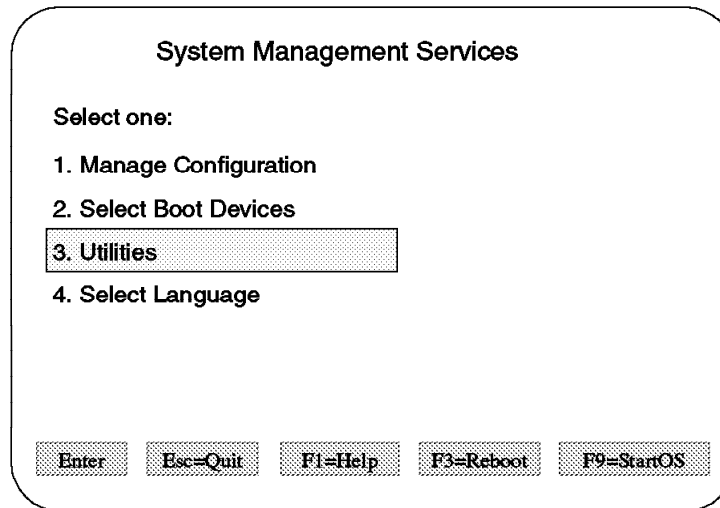 System Management Services
Select one:
1. Manage Configuration
2. Select Boot Devices
3. Utilities
4. Select Language
Enter Esc=Quit F1=Help F3=Reboot F9=StartOS